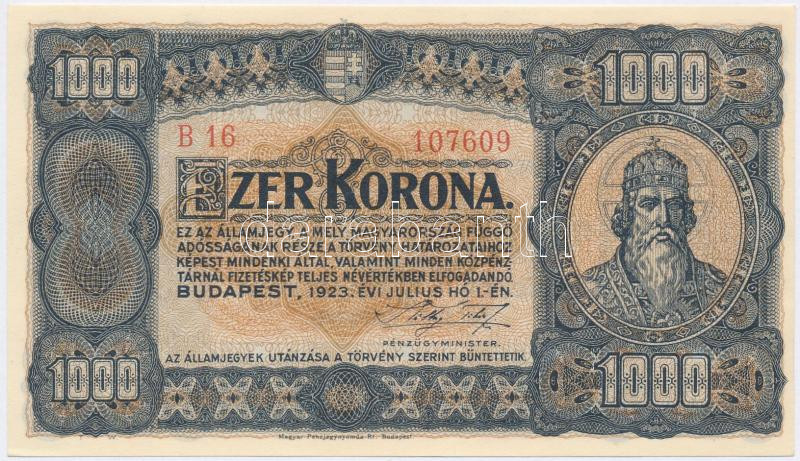 1000
1000
B 16
107609
EZER KORONA.
EZ AZ ÁLLAMJEGY, A MELY MAGYARORSZÁG FÜGGŐ
ADÓSSÁGÁNAK RÉSZE A TÖRVÉNY HATÁROZATAIHOZ
KÉPEST MINDENKI ÁLTAL, VALAMINT MINDEN KÖZPÉNZ-
TÁRNÁL FIZETÉSKÉP TELJES NÉVÉRTÉKBEN ELFOGADANDÓ.
BUDAPEST, 1923. ÉVI JULIUS HÓ 1.-ÉN.
PÉNZÜGYMINISTER.
AZ ÁLLAMJEGYEK UTÁNZÁSA A TÖRVÉNY SZERINT BÜNTETTETIK.
1000
1000
Magyar Pénzjegynyomda Rt. Budapest.